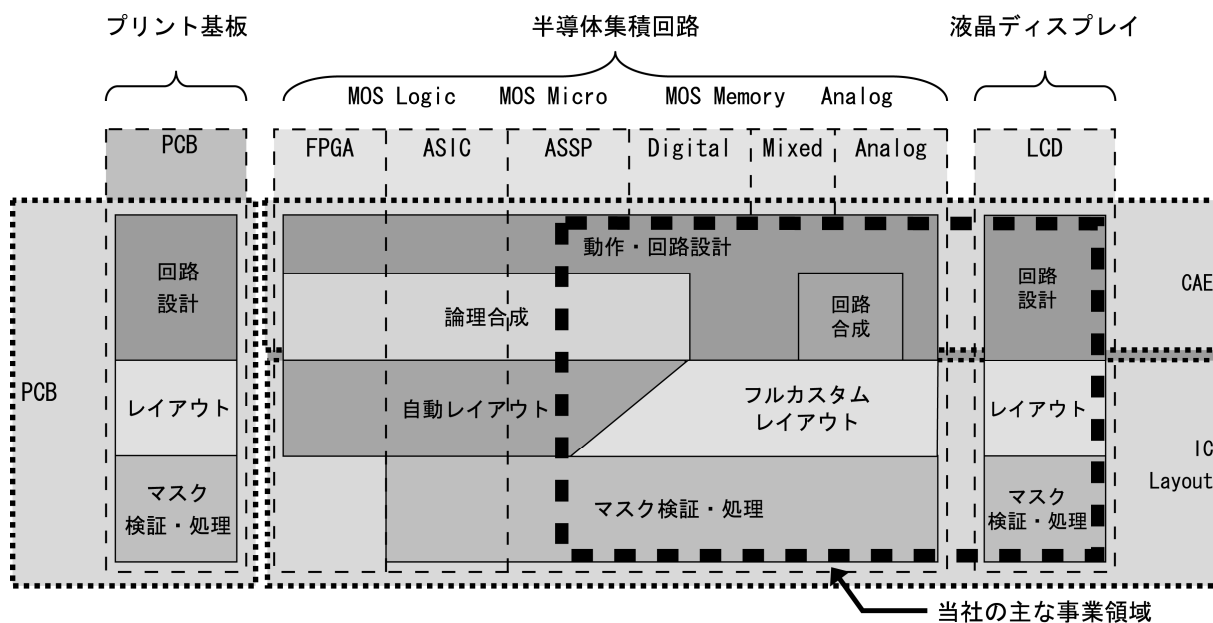 プリント基板
半導体集積回路
液晶ディスプレイ
MOS Logic MOS Micro MOS Memory Analog
PCB FPGA ASIC ASSP Digital Mixed Analog LCD
動作・回路設計
回路
設計
回路
設計
CAE
論理合成
回路
合成
PCB
レイアウト
自動レイアウト
フルカスタム
レイアウト
レイアウト
IC
Layout
マスク
検証・処理
マスク検証・処理
マスク
検証・処理
当社の主な事業領域